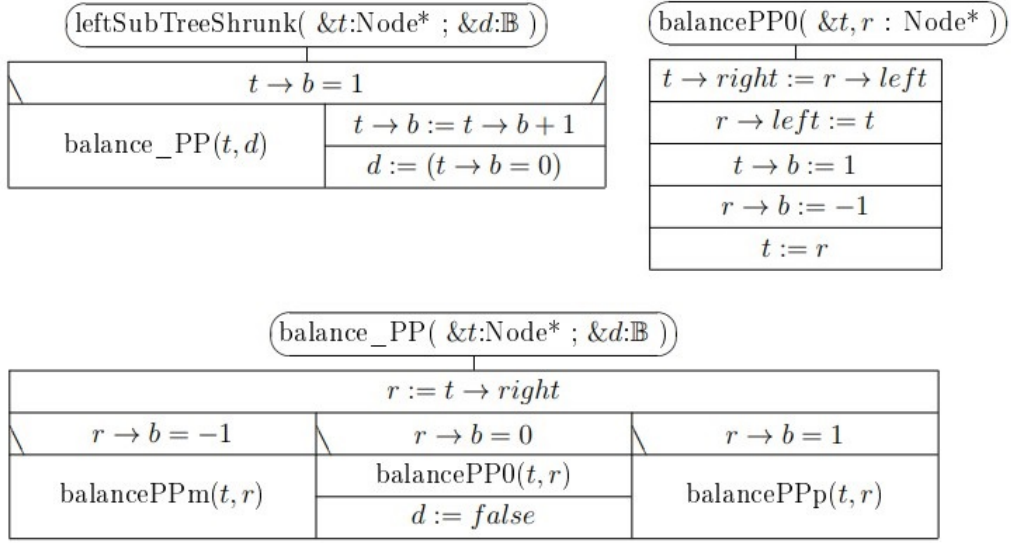 leftSubTreeShrunk( &t:Node* ; &d:𝔹 )
t → b = 1
balance_PP(t, d)
t → b := t → b + 1
d := (t → b = 0)
balancePP0( &t, r : Node* )
t → right := r → left
r → left := t
t → b := 1
r → b := −1
t := r
balance_PP( &t:Node* ; &d:𝔹 )
r := t → right
r → b = −1
r → b = 0
r → b = 1
balancePPm(t, r)
balancePP0(t, r)
d := false
balancePPp(t, r)